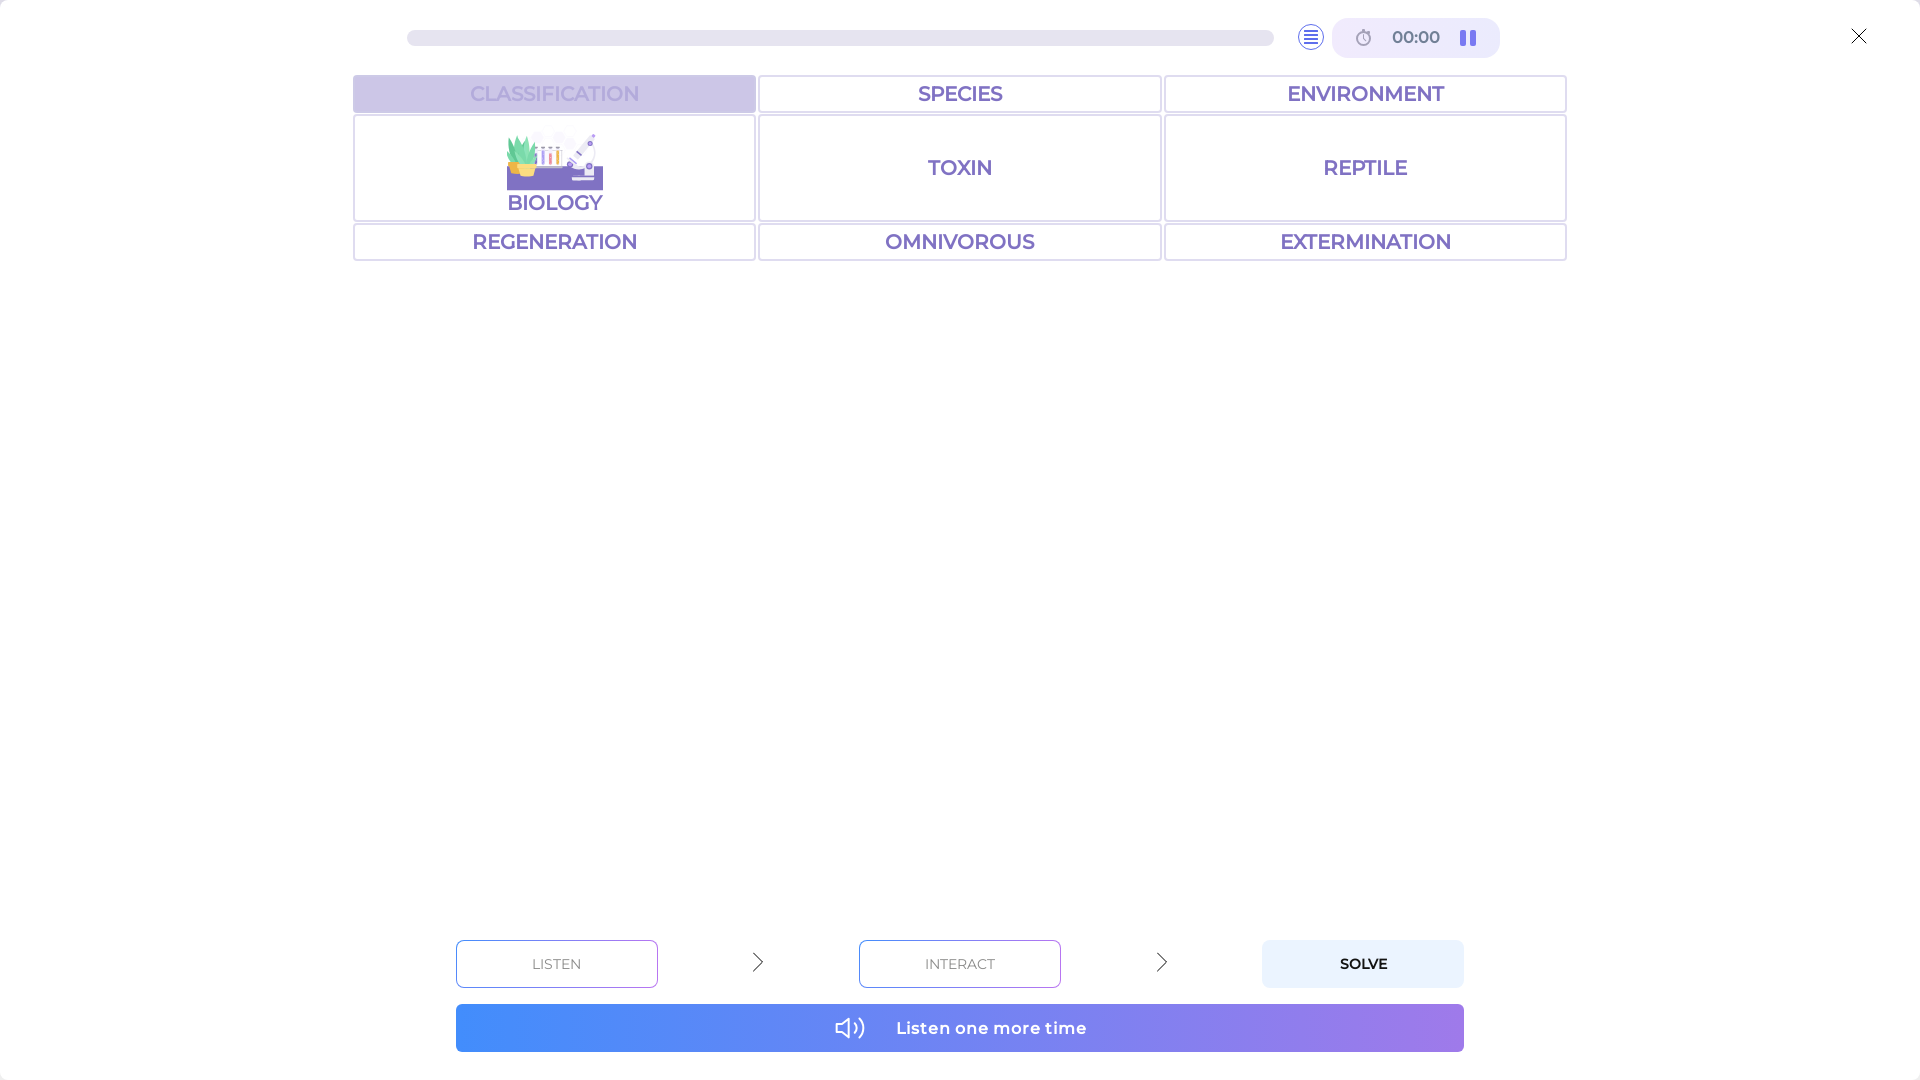 00:00
CLASSIFICATION
SPECIES
ENVIRONMENT
BIOLOGY
TOXIN
REPTILE
REGENERATION
OMNIVOROUS
EXTERMINATION
LISTEN
INTERACT
SOLVE
Listen one more time